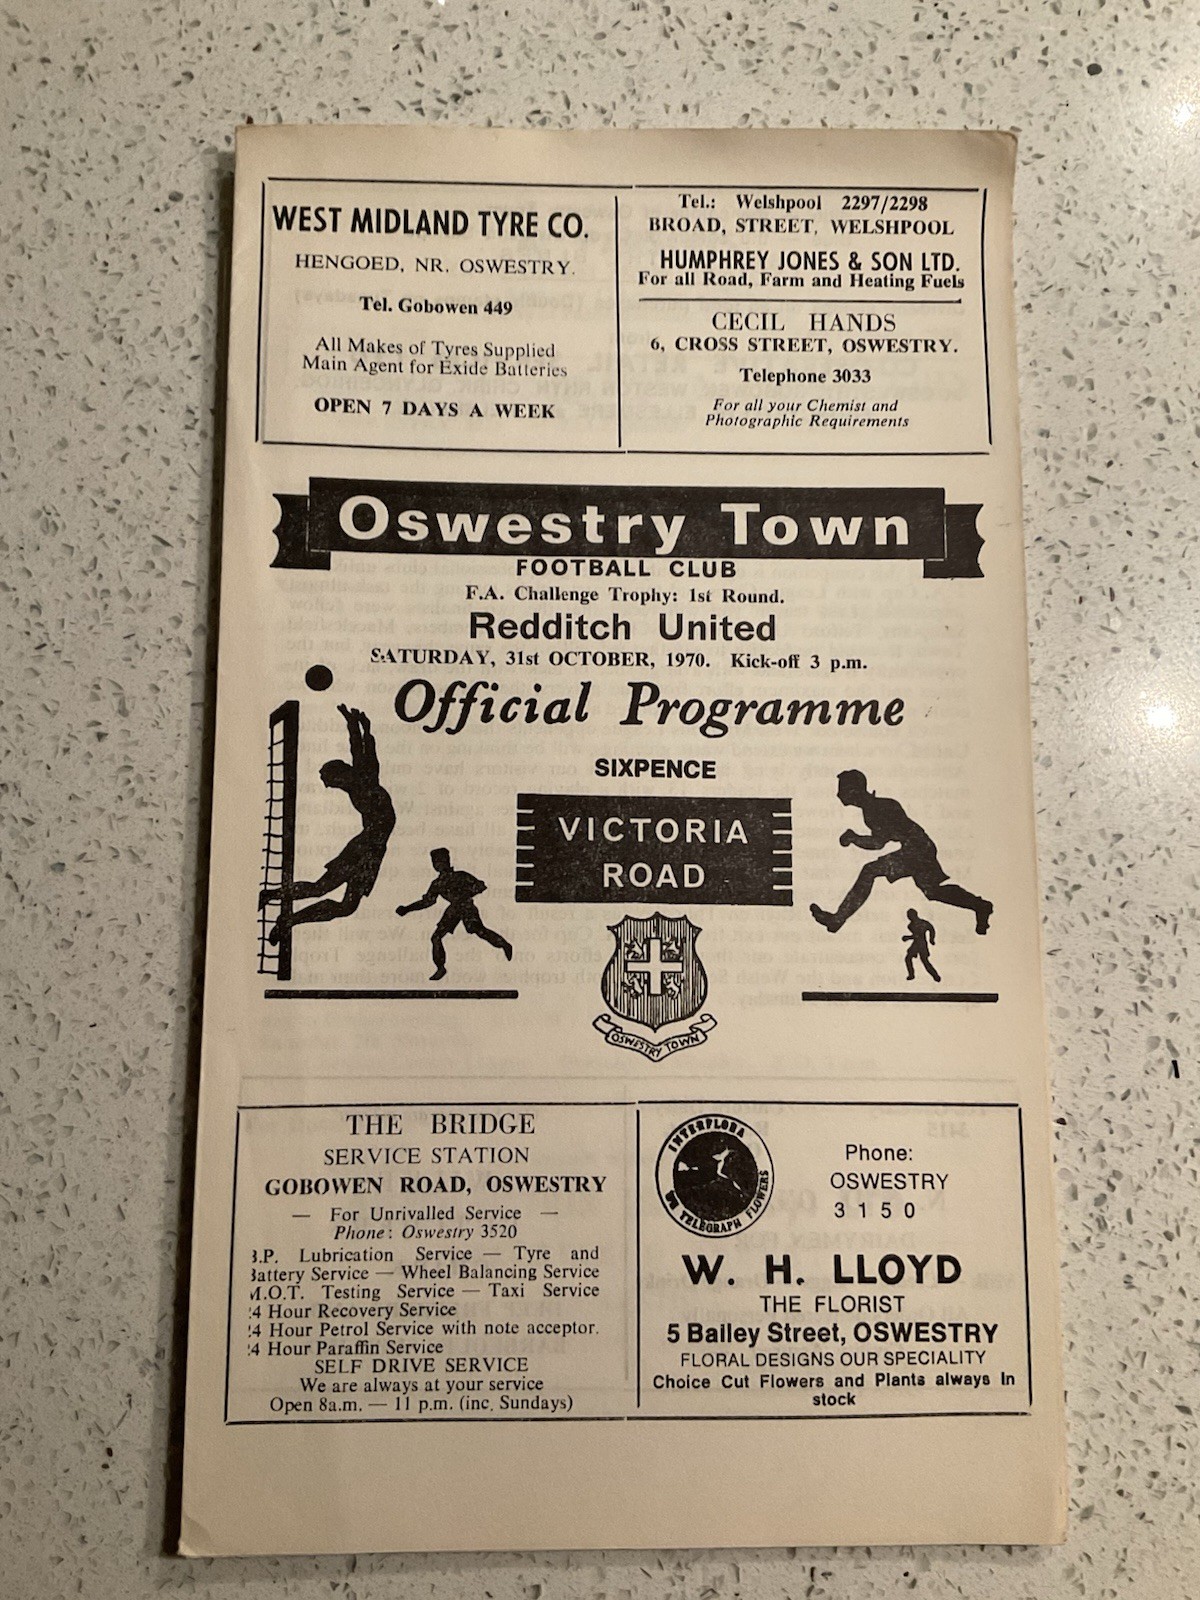 WEST MIDLAND TYRE CO.
HENGOED, NR. OSWESTRY.
Tel. Gobowen 449
All Makes of Tyres Supplied
Main Agent for Exide Batteries
OPEN 7 DAYS A WEEK
Tel.: Welshpool 2297/2298
BROAD, STREET, WELSHPOOL
HUMPHREY JONES & SON LTD.
For all Road, Farm and Heating Fuels
CECIL HANDS
6, CROSS STREET, OSWESTRY.
Telephone 3033
For all your Chemist and
Photographic Requirements
Oswestry Town
FOOTBALL CLUB
F.A. Challenge Trophy: 1st Round.
Redditch United
SATURDAY, 31st OCTOBER, 1970. Kick-off 3 p.m.
Official Programme
SIXPENCE
VICTORIA
ROAD
OSWESTRY TOWN
THE BRIDGE
SERVICE STATION
GOBOWEN ROAD, OSWESTRY
— For Unrivalled Service —
Phone: Oswestry 3520
B.P. Lubrication Service — Tyre and
Battery Service — Wheel Balancing Service
M.O.T. Testing Service — Taxi Service
24 Hour Recovery Service
24 Hour Petrol Service with note acceptor.
24 Hour Paraffin Service
SELF DRIVE SERVICE
We are always at your service
Open 8a.m. — 11 p.m. (inc. Sundays)
INTERFLORA
WE TELEGRAPH FLOWERS
Phone:
OSWESTRY
3150
W. H. LLOYD
THE FLORIST
5 Bailey Street, OSWESTRY
FLORAL DESIGNS OUR SPECIALITY
Choice Cut Flowers and Plants always In
stock